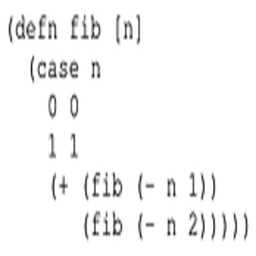 (defn fib [n]
  (case n
    0 0
    1 1
    (+ (fib (- n 1))
       (fib (- n 2)))))